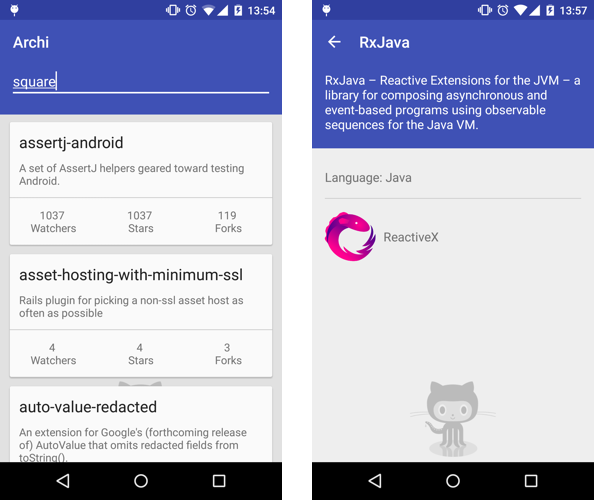 13:54
Archi
square
assertj-android
A set of AssertJ helpers geared toward testing
Android.
1037 1037 119
Watchers Stars Forks
asset-hosting-with-minimum-ssl
Rails plugin for picking a non-ssl asset host as
often as possible
4 4 3
Watchers Stars Forks
auto-value-redacted
An extension for Google's (forthcoming release
of) AutoValue that omits redacted fields from
toString().
13:57
RxJava
RxJava – Reactive Extensions for the JVM – a
library for composing asynchronous and
event-based programs using observable
sequences for the Java VM.
Language: Java
ReactiveX